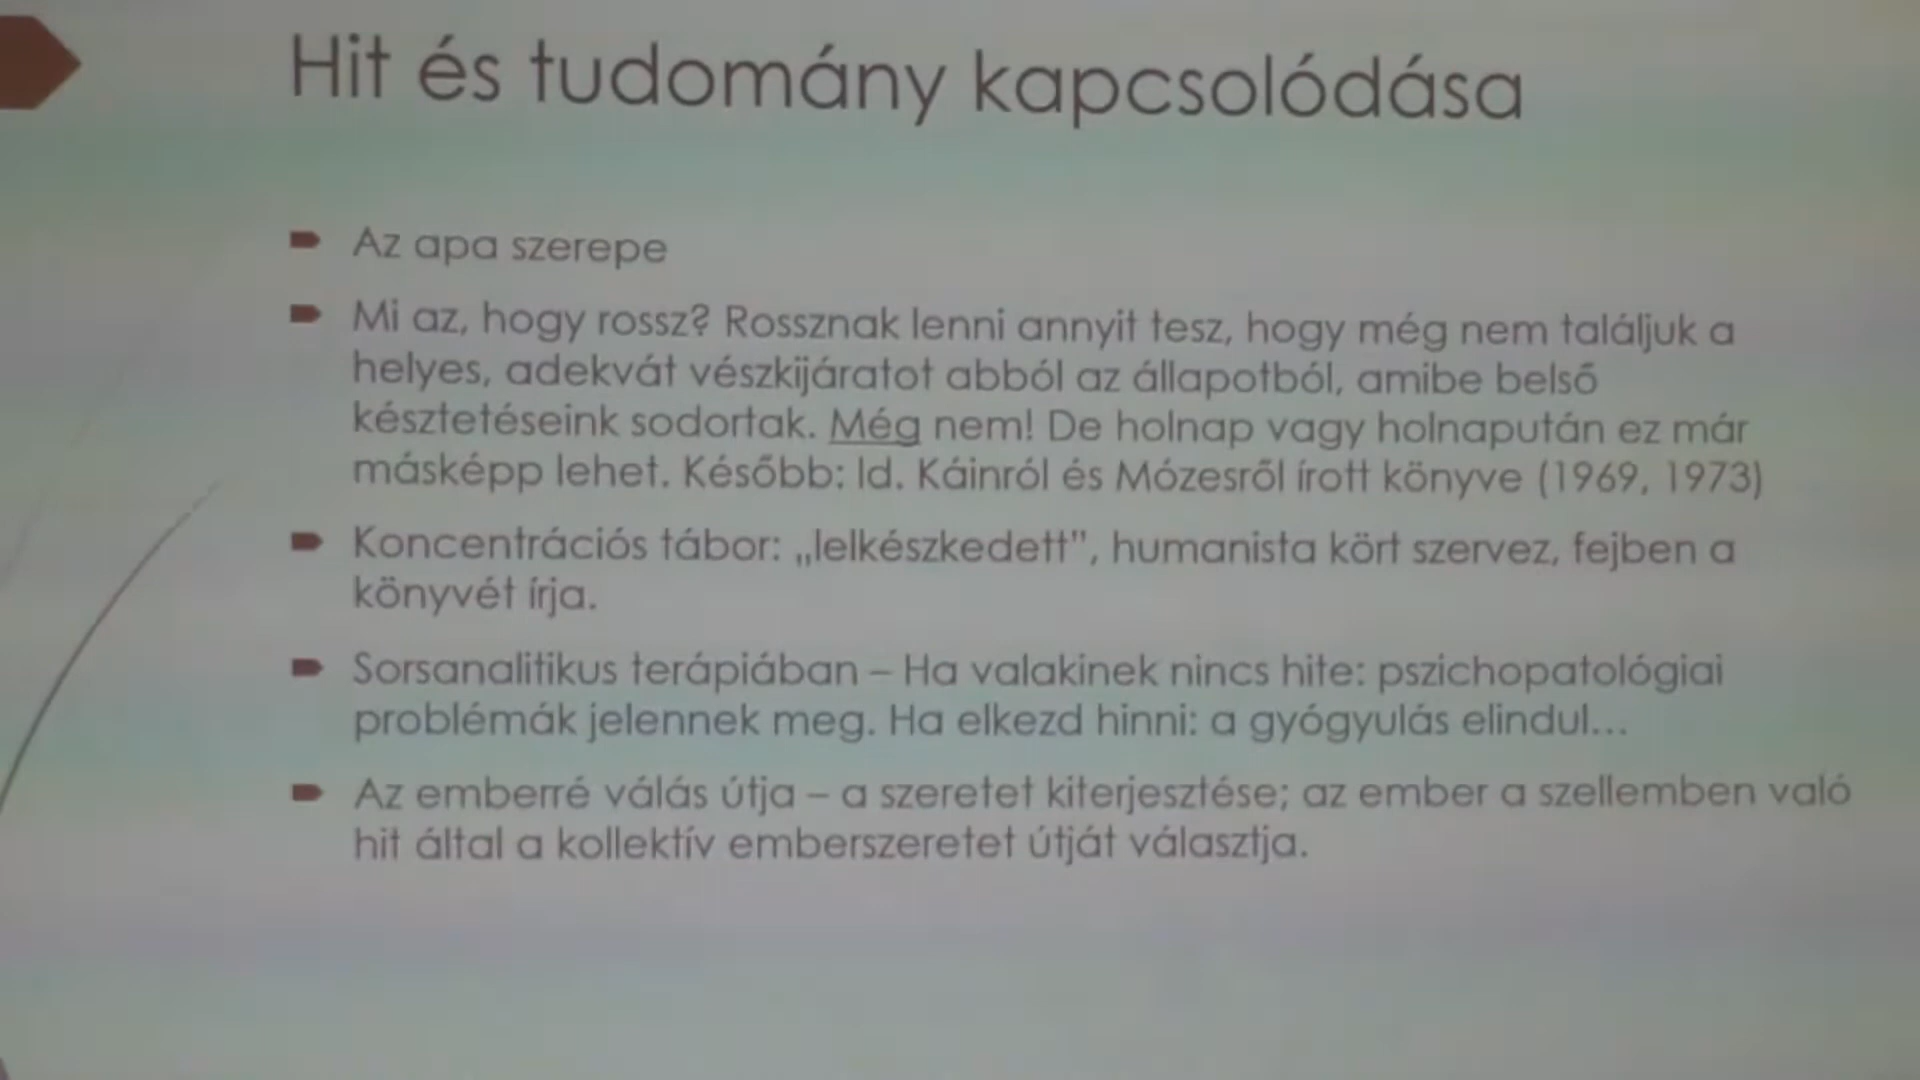 Hit és tudomány kapcsolódása
Az apa szerepe
Mi az, hogy rossz? Rossznak lenni annyit tesz, hogy még nem találjuk a
helyes, adekvát vészkijáratot abból az állapotból, amibe belső
késztetéseink sodortak. Még nem! De holnap vagy holnapután ez már
másképp lehet. Később: ld. Káinról és Mózesről írott könyve (1969, 1973)
Koncentrációs tábor: „lelkészkedett”, humanista kört szervez, fejben a
könyvét írja.
Sorsanalitikus terápiában – Ha valakinek nincs hite: pszichopatológiai
problémák jelennek meg. Ha elkezd hinni: a gyógyulás elindul...
Az emberré válás útja – a szeretet kiterjesztése; az ember a szellemben való
hit által a kollektív emberszeretet útját választja.